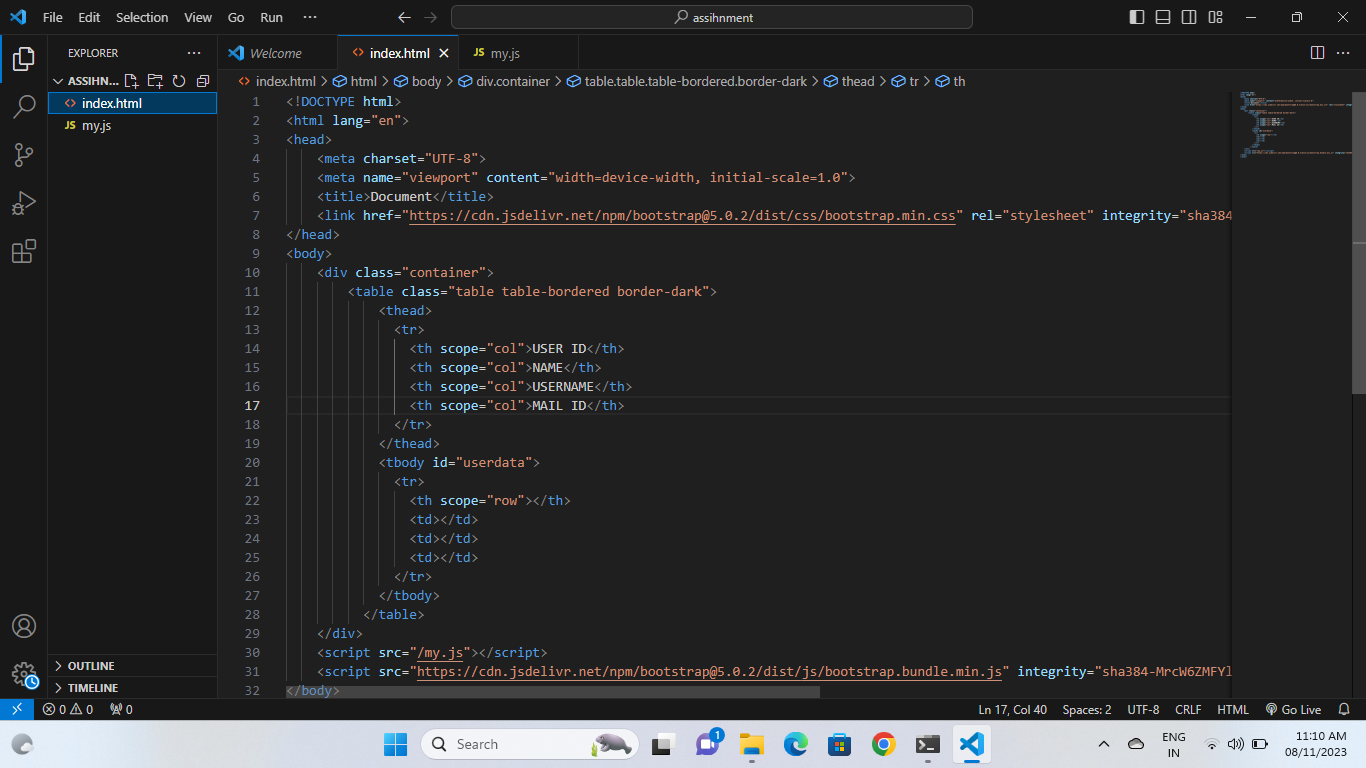 File Edit Selection View Go Run ··· assihnment
EXPLORER ···
ASSIHN...
index.html
JS my.js
OUTLINE
TIMELINE
Welcome index.html JS my.js
index.html > html > body > div.container > table.table.table-bordered.border-dark > thead > tr > th
1 <!DOCTYPE html>
2 <html lang="en">
3 <head>
4 <meta charset="UTF-8">
5 <meta name="viewport" content="width=device-width, initial-scale=1.0">
6 <title>Document</title>
7 <link href="https://cdn.jsdelivr.net/npm/bootstrap@5.0.2/dist/css/bootstrap.min.css" rel="stylesheet" integrity="sha384
8 </head>
9 <body>
10 <div class="container">
11 <table class="table table-bordered border-dark">
12 <thead>
13 <tr>
14 <th scope="col">USER ID</th>
15 <th scope="col">NAME</th>
16 <th scope="col">USERNAME</th>
17 <th scope="col">MAIL ID</th>
18 </tr>
19 </thead>
20 <tbody id="userdata">
21 <tr>
22 <th scope="row"></th>
23 <td></td>
24 <td></td>
25 <td></td>
26 </tr>
27 </tbody>
28 </table>
29 </div>
30 <script src="/my.js"></script>
31 <script src="https://cdn.jsdelivr.net/npm/bootstrap@5.0.2/dist/js/bootstrap.bundle.min.js" integrity="sha384-MrcW6ZMFYl
32 </body>
0 0 0 Ln 17, Col 40 Spaces: 2 UTF-8 CRLF HTML Go Live
Search 1 ENG IN 11:10 AM 08/11/2023